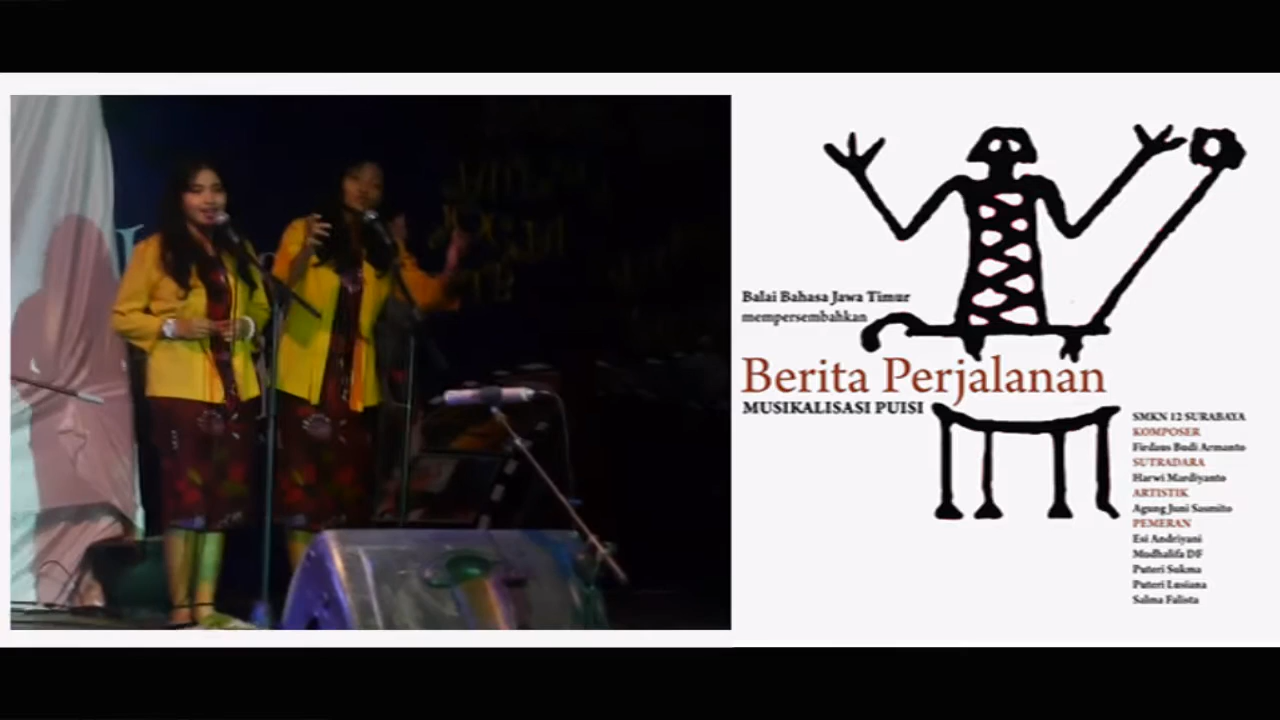 Balai Bahasa Jawa Timur
mempersembahkan
Berita Perjalanan
MUSIKALISASI PUISI
SMKN 12 SURABAYA
KOMPOSER
Firdaus Budi Armanto
SUTRADARA
Harwi Mardiyanto
ARTISTIK
Agung Juni Sasmito
PEMERAN
Esi Andriyani
Mudhalifa DF
Puteri Sukma
Puteri Lusiana
Salma Falista